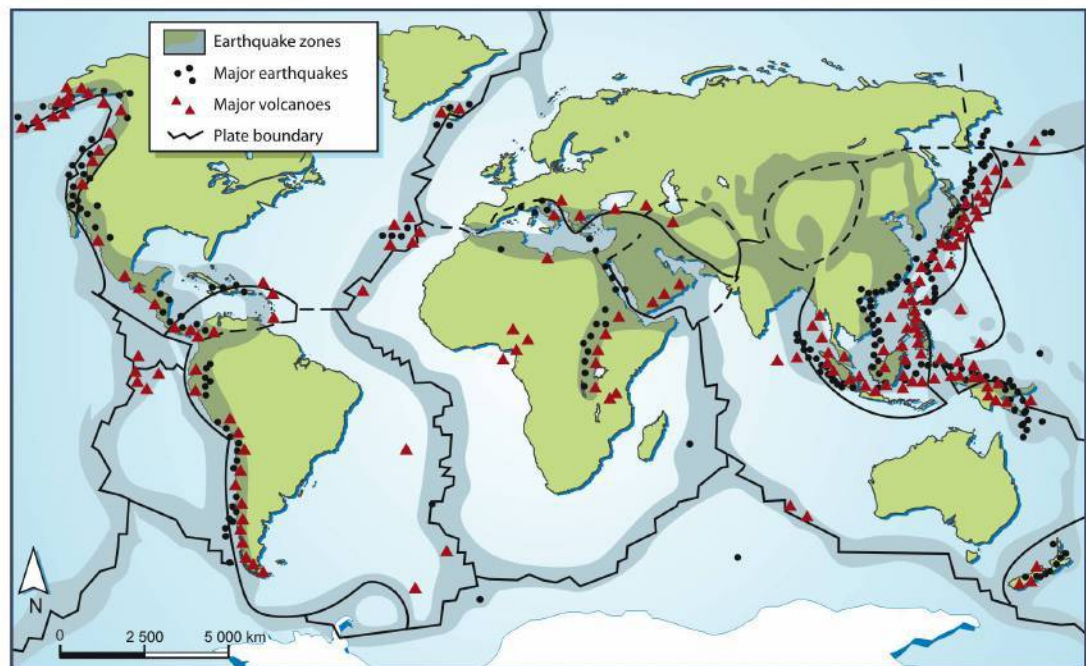 Earthquake zones
Major earthquakes
Major volcanoes
Plate boundary
N
0 2 500 5 000 km